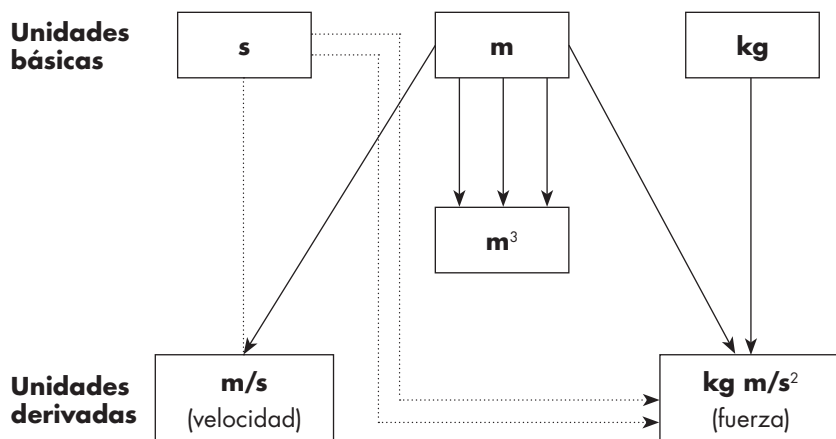 Unidades
básicas
s
m
kg
m³
Unidades
derivadas
m/s
(velocidad)
kg m/s²
(fuerza)